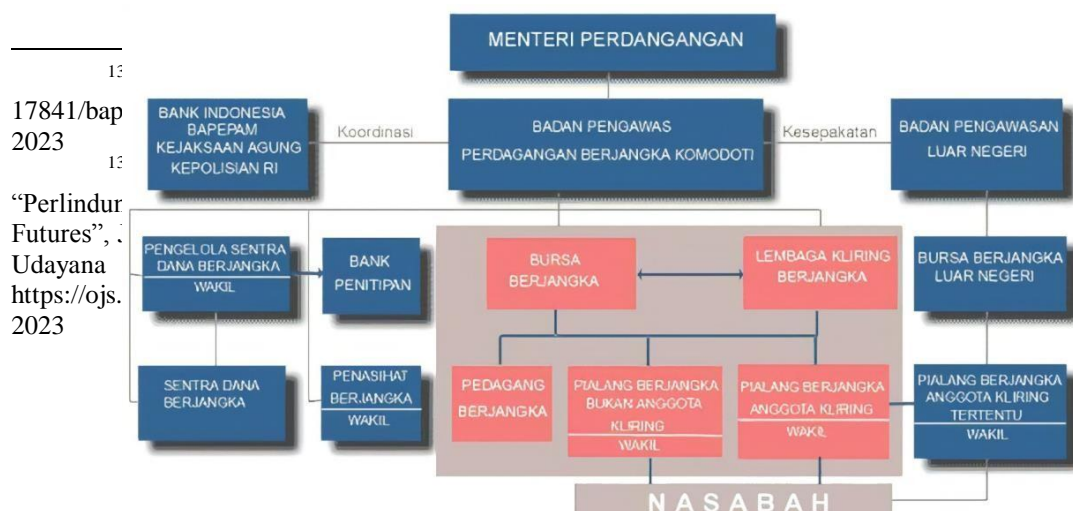 MENTERI PERDANGANGAN
13
17841/bap
2023
13
"Perlindun
Futures",
Udayana
https://ojs.
2023
BANK INDONESIA
BAPEPAM
KEJAKSAAN AGUNG
KEPOLISIAN RI
Koordinasi
BADAN PENGAWAS
PERDAGANGAN BERJANGKA KOMODOTI
Kesepakatan
BADAN PENGAWASAN
LUAR NEGERI
PENGELOLA SENTRA
DANA BERJANGKA
WAKIL
BANK
PENITIPAN
BURSA
BERJANGKA
LEMBAGA KLIRING
BERJANGKA
BURSA BERJANGKA
LUAR NEGERI
SENTRA DANA
BERJANGKA
PENASIHAT
BERJANGKA
WAKIL
PEDAGANG
BERJANGKA
PIALANG BERJANGKA
BUKAN ANGGOTA
KLIRING
WAKIL
PIALANG BERJANGKA
ANGGOTA KLIRING
WAKIL
PIALANG BERJANGKA
ANGGOTA KLIRING
TERTENTU
WAKIL
NASABAH